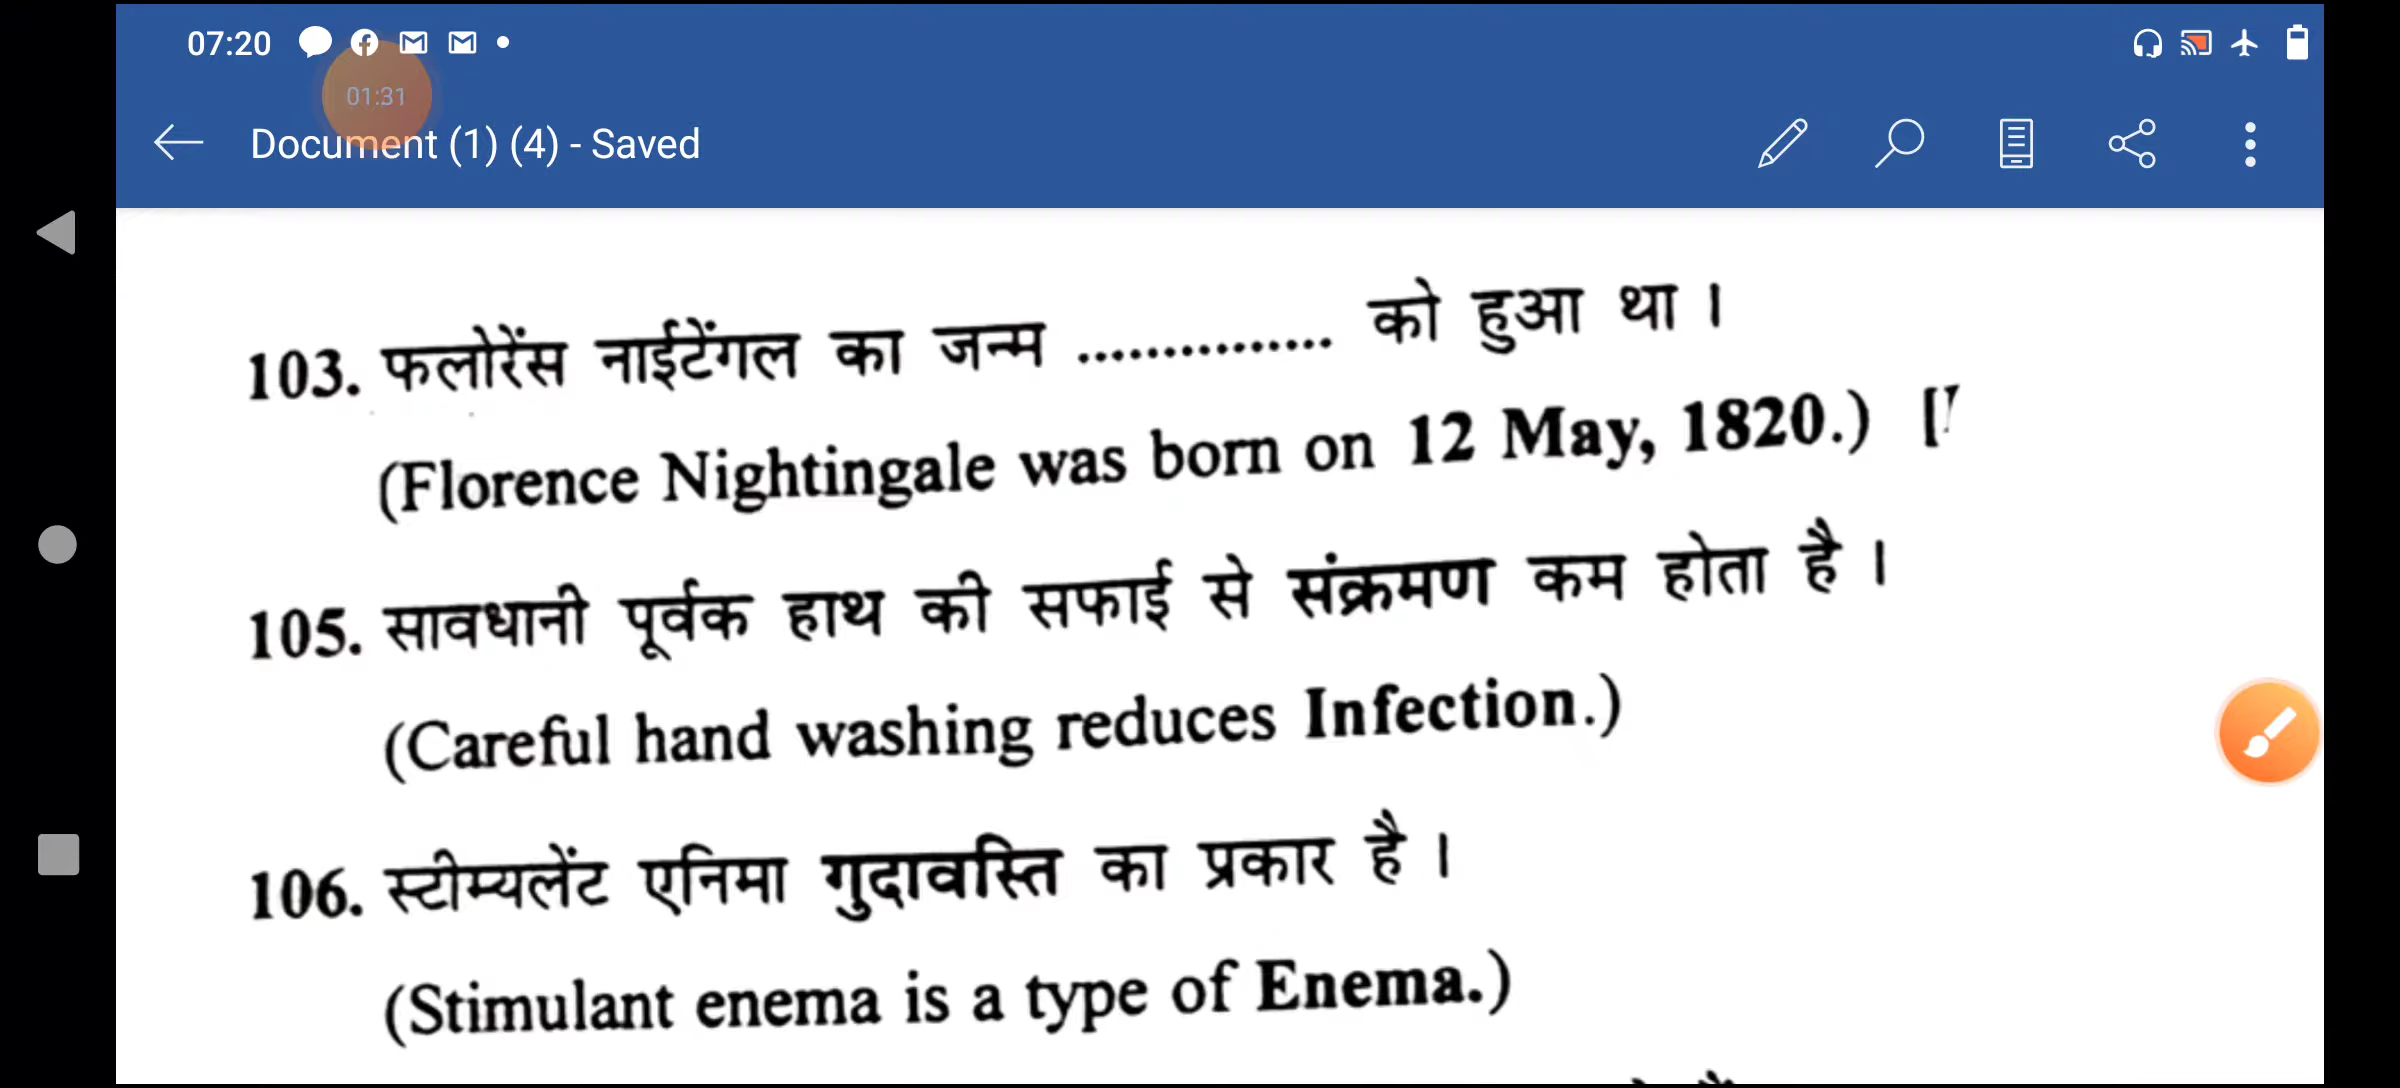 07:20
01:31
Document (1) (4) - Saved
103. फलोरेंस नाईटेंगल का जन्म ............... को हुआ था ।
(Florence Nightingale was born on 12 May, 1820.) [
105. सावधानी पूर्वक हाथ की सफाई से संक्रमण कम होता है ।
(Careful hand washing reduces Infection.)
106. स्टीम्यलेंट एनिमा गुदावस्ति का प्रकार है ।
(Stimulant enema is a type of Enema.)